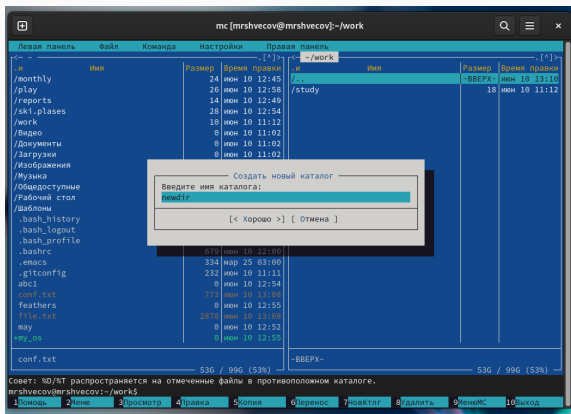 mc [mrshvecov@mrshvecov]:~/work
Левая панель Файл Команда Настройки Правая панель
<- ~ .[^]> <- ~/work .[^]>
.и Имя Размер Время правки .и Имя Размер Время правки
/monthly 24 июн 10 12:45 /.. -ВВЕРХ- июн 10 13:10
/play 26 июн 10 12:58 /study 18 июн 10 11:12
/reports 14 июн 10 12:49
/ski.plases 28 июн 10 12:54
/work 10 июн 10 11:12
/Видео 0 июн 10 11:02
/Документы 0 июн 10 11:02
/Загрузки 0 июн 10 11:02
/Изображения
/Музыка
/Общедоступные
/Рабочий стол
/Шаблоны
Создать новый каталог
Введите имя каталога:
newdir
[< Хорошо >] [ Отмена ]
.bash_history
.bash_logout
.bash_profile
.bashrc 679 июн 10 12:00
.emacs 334 мар 25 03:00
.gitconfig 232 июн 10 11:11
abc1 0 июн 10 12:54
conf.txt 773 июн 10 13:08
feathers 0 июн 10 12:55
file.txt 2870 июн 10 13:08
may 0 июн 10 12:52
*my_os 0 июн 10 12:55
conf.txt -ВВЕРХ-
53G / 99G (53%) 53G / 99G (53%)
Совет: %D/%T распространяется на отмеченные файлы в противоположном каталоге.
mrshvecov@mrshvecov:~/work$
1Помощь 2Меню 3Просмотр 4Правка 5Копия 6Перенос 7НовКтлг 8Удалить 9МенюMC 10Выход